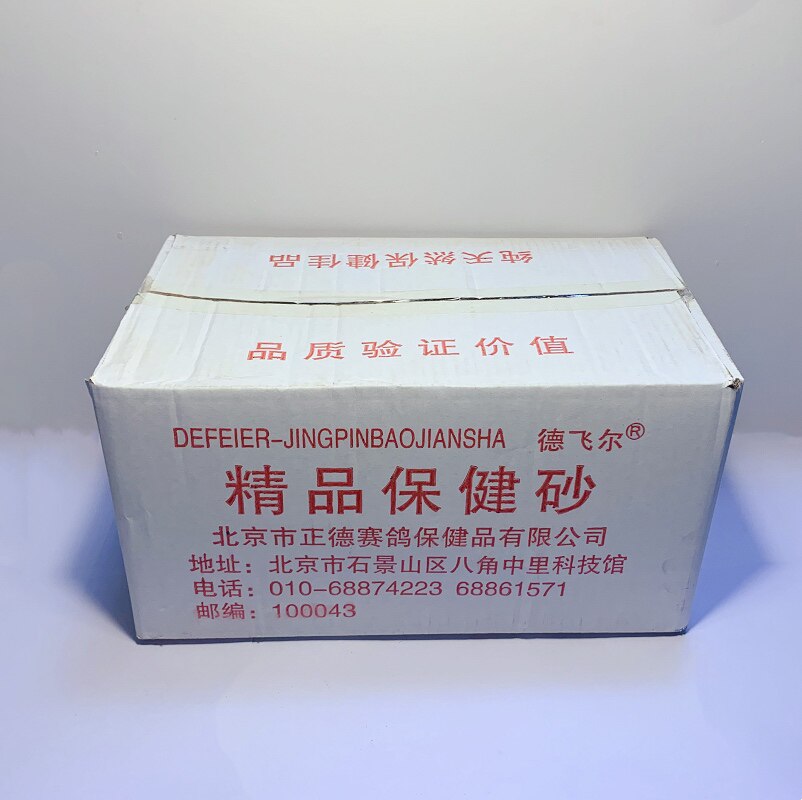 纯天然保健佳品
品质验证价值
DEFEIER-JINGPINBAOJIANSHA 德飞尔®
精品保健砂
北京市正德赛鸽保健品有限公司
地址：北京市石景山区八角中里科技馆
电话：010-68874223 68861571
邮编：100043